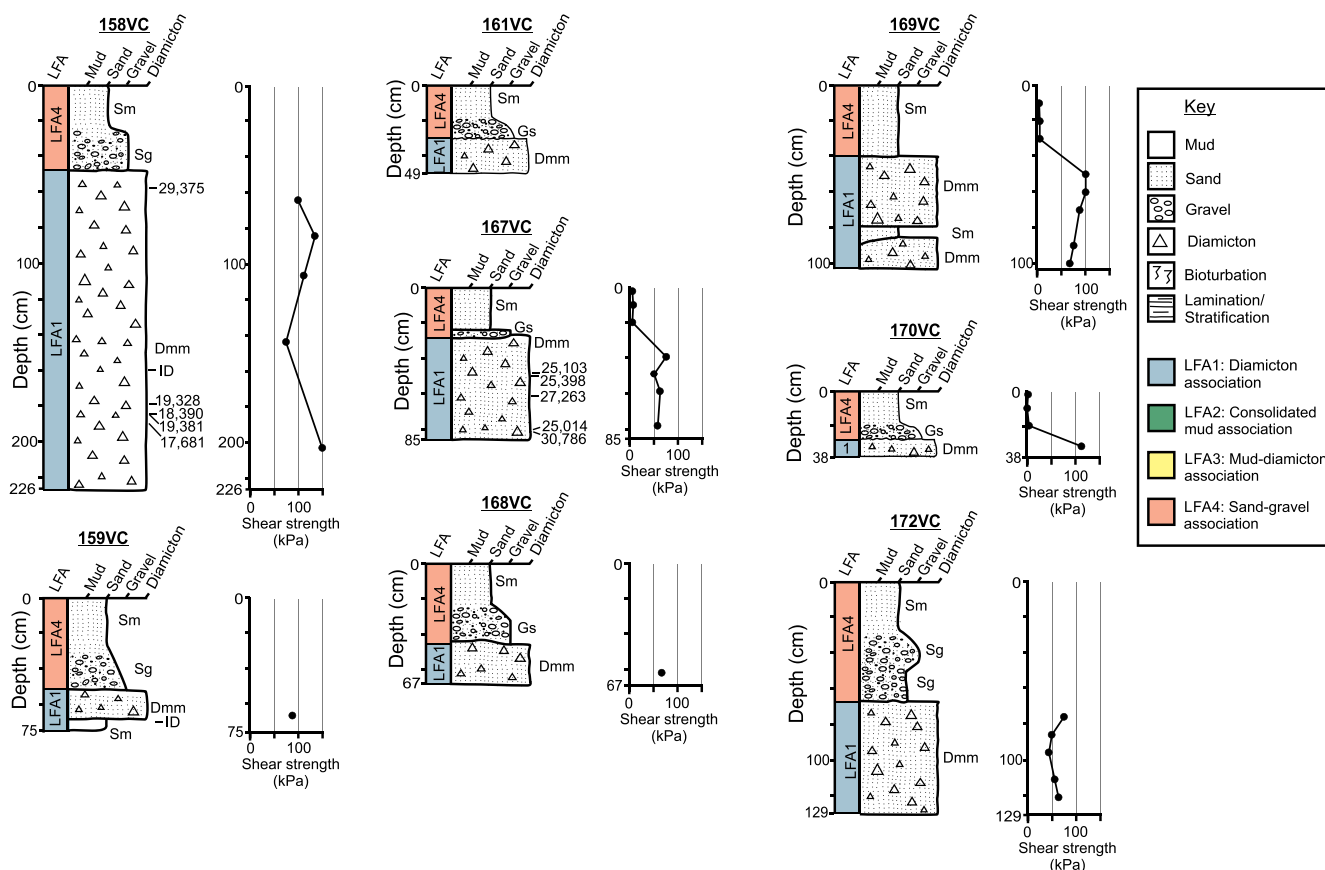 158VC
LFA
Mud
Sand
Gravel
Diamicton
Depth (cm)
0
100
200
226
LFA4
LFA1
Sm
Sg
29,375
Dmm
ID
19,328
18,390
19,381
17,681
0
100
200
226
0
100
Shear strength
(kPa)
159VC
LFA
Mud
Sand
Gravel
Diamicton
Depth (cm)
0
75
LFA4
LFA1
Sm
Sg
Dmm
ID
Sm
0
75
0
100
Shear strength
(kPa)
161VC
LFA
Mud
Sand
Gravel
Diamicton
Depth (cm)
0
49
LFA4
LFA1
Sm
Gs
Dmm
167VC
LFA
Mud
Sand
Gravel
Diamicton
Depth (cm)
0
85
LFA4
LFA1
Sm
Gs
Dmm
25,103
25,398
27,263
25,014
30,786
0
85
0
100
Shear strength
(kPa)
168VC
LFA
Mud
Sand
Gravel
Diamicton
Depth (cm)
0
67
LFA4
LFA1
Sm
Gs
Dmm
0
67
0
100
Shear strength
(kPa)
169VC
LFA
Mud
Sand
Gravel
Diamicton
Depth (cm)
0
100
LFA4
LFA1
Sm
Dmm
Sm
Dmm
0
100
0
100
Shear strength
(kPa)
170VC
LFA
Mud
Sand
Gravel
Diamicton
Depth (cm)
0
38
LFA4
1
Sm
Gs
Dmm
0
38
0
100
Shear strength
(kPa)
172VC
LFA
Mud
Sand
Gravel
Diamicton
Depth (cm)
0
100
129
LFA4
LFA1
Sm
Sg
Sg
Dmm
0
100
129
0
100
Shear strength
(kPa)
Key
Mud
Sand
Gravel
Diamicton
Bioturbation
Lamination/
Stratification
LFA1: Diamicton
association
LFA2: Consolidated
mud association
LFA3: Mud-diamicton
association
LFA4: Sand-gravel
association